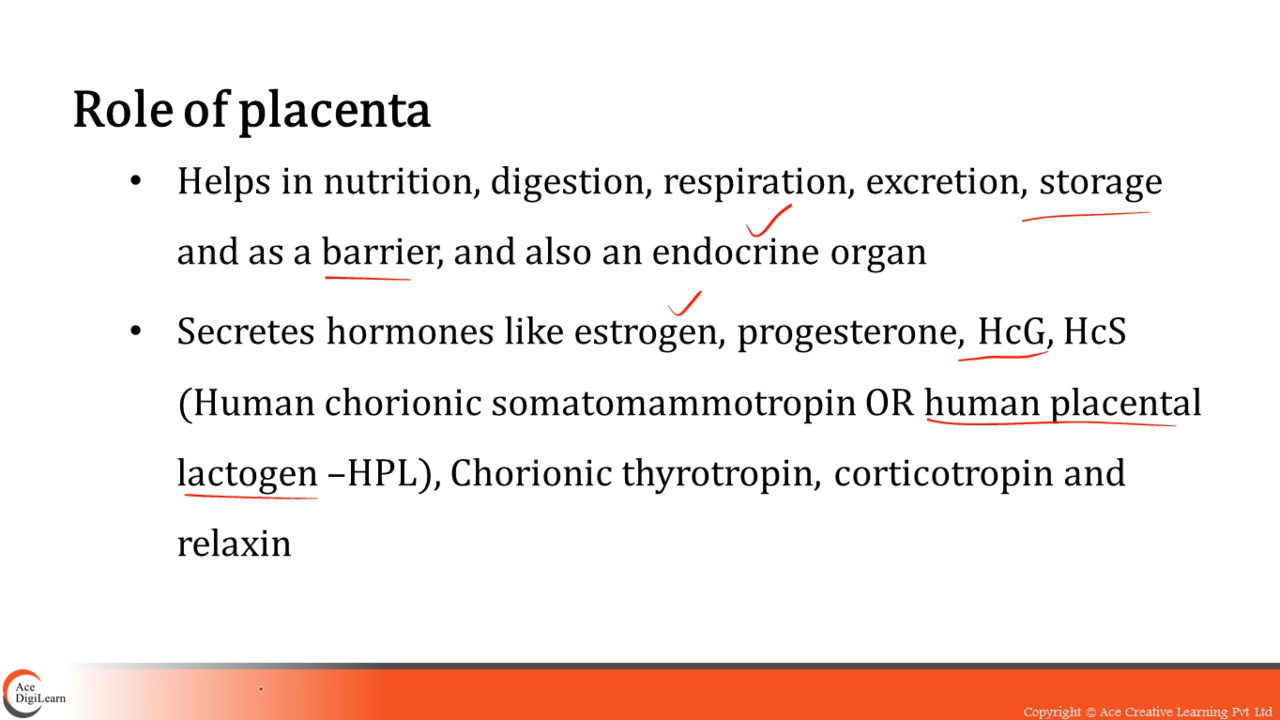 Role of placenta
• Helps in nutrition, digestion, respiration, excretion, storage
and as a barrier, and also an endocrine organ
• Secretes hormones like estrogen, progesterone, HcG, HcS
(Human chorionic somatomammotropin OR human placental
lactogen –HPL), Chorionic thyrotropin, corticotropin and
relaxin
Ace
DigiLearn
Copyright © Ace Creative Learning Pvt Ltd